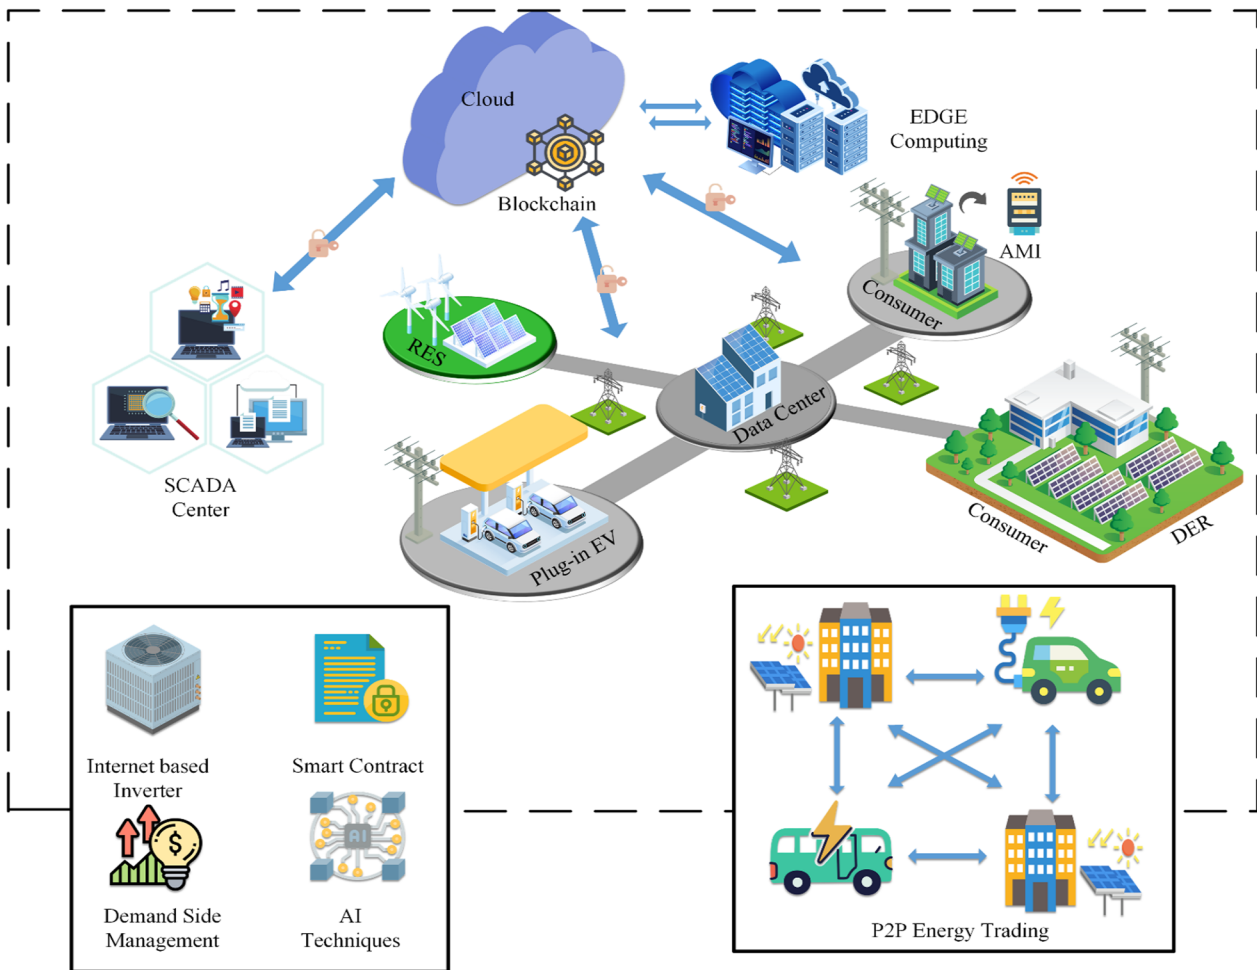 Cloud
Blockchain
EDGE
Computing
AMI
Consumer
RES
Data Center
SCADA
Center
Plug-in EV
Consumer
DER
Internet based
Inverter
Smart Contract
Demand Side
Management
AI
AI
Techniques
P2P Energy Trading